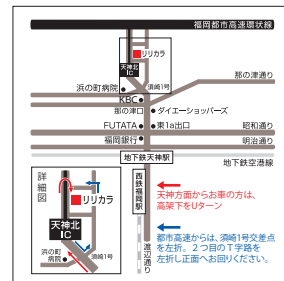 福岡都市高速環状線
リリカラ
天神北
IC
須崎1号
那の津通り
浜の町病院
KBC
那の津口
ダイエーショッパーズ
FUTATA
東1a出口
昭和通り
福岡銀行
明治通り
地下鉄天神駅
地下鉄空港線
詳細図
リリカラ
天神北
IC
浜の町
病院
須崎1号
西鉄福岡駅
渡辺通り
天神方面からお車の方は、
高架下をUターン
都市高速からは、須崎1号交差点
を左折。2つ目のT字路を
左折し正面へお回りください。